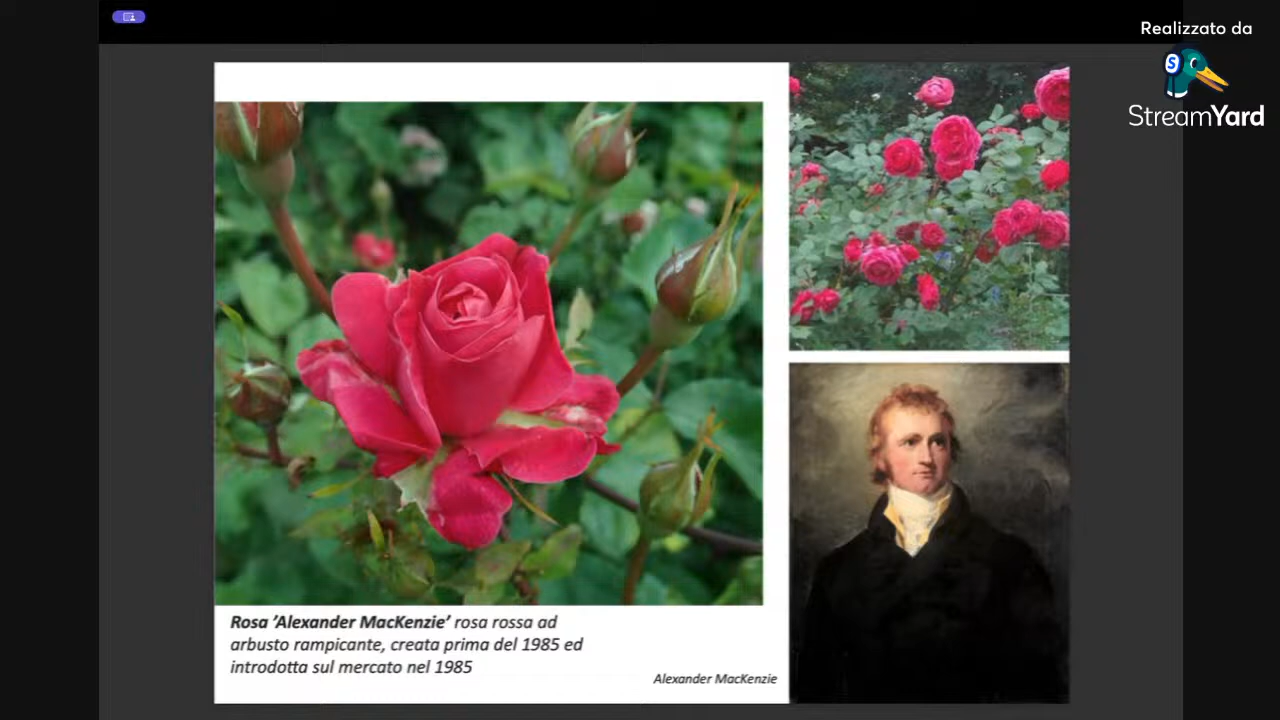 Realizzato da
StreamYard
Rosa 'Alexander MacKenzie' rosa rossa ad
arbusto rampicante, creata prima del 1985 ed
introdotta sul mercato nel 1985
Alexander MacKenzie